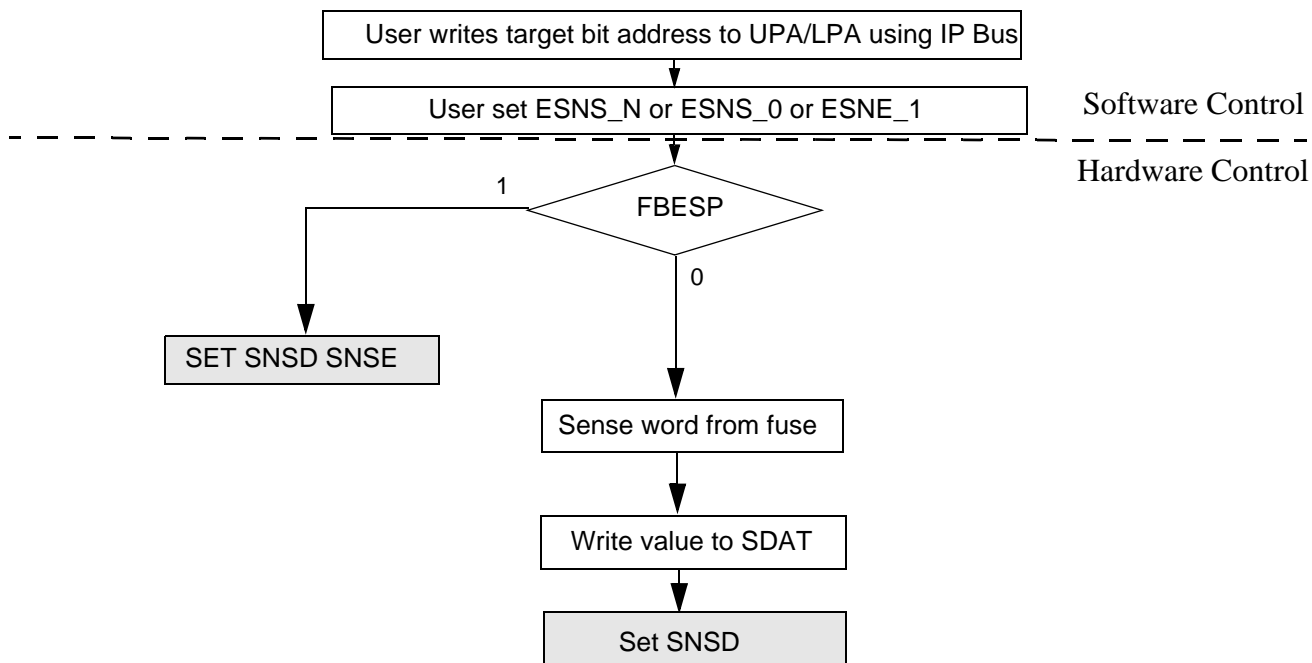 User writes target bit address to UPA/LPA using IP Bus
User set ESNS_N or ESNS_0 or ESNE_1
Software Control
Hardware Control
1
FBESP
0
SET SNSD SNSE
Sense word from fuse
Write value to SDAT
Set SNSD